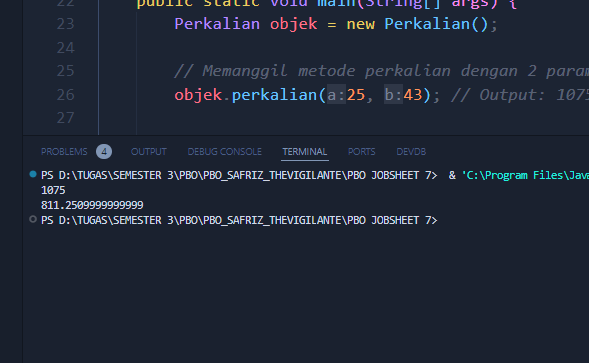 22 public static void main(String[] args) {
23 Perkalian objek = new Perkalian();
24
25 // Memanggil metode perkalian dengan 2 param
26 objek.perkalian(a:25, b:43); // Output: 1075
27
PROBLEMS 4 OUTPUT DEBUG CONSOLE TERMINAL PORTS DEVDB
PS D:\TUGAS\SEMESTER 3\PBO\PBO_SAFRIZ_THEVIGILANTE\PBO JOBSHEET 7> & 'C:\Program Files\Java
1075
811.2509999999999
PS D:\TUGAS\SEMESTER 3\PBO\PBO_SAFRIZ_THEVIGILANTE\PBO JOBSHEET 7>